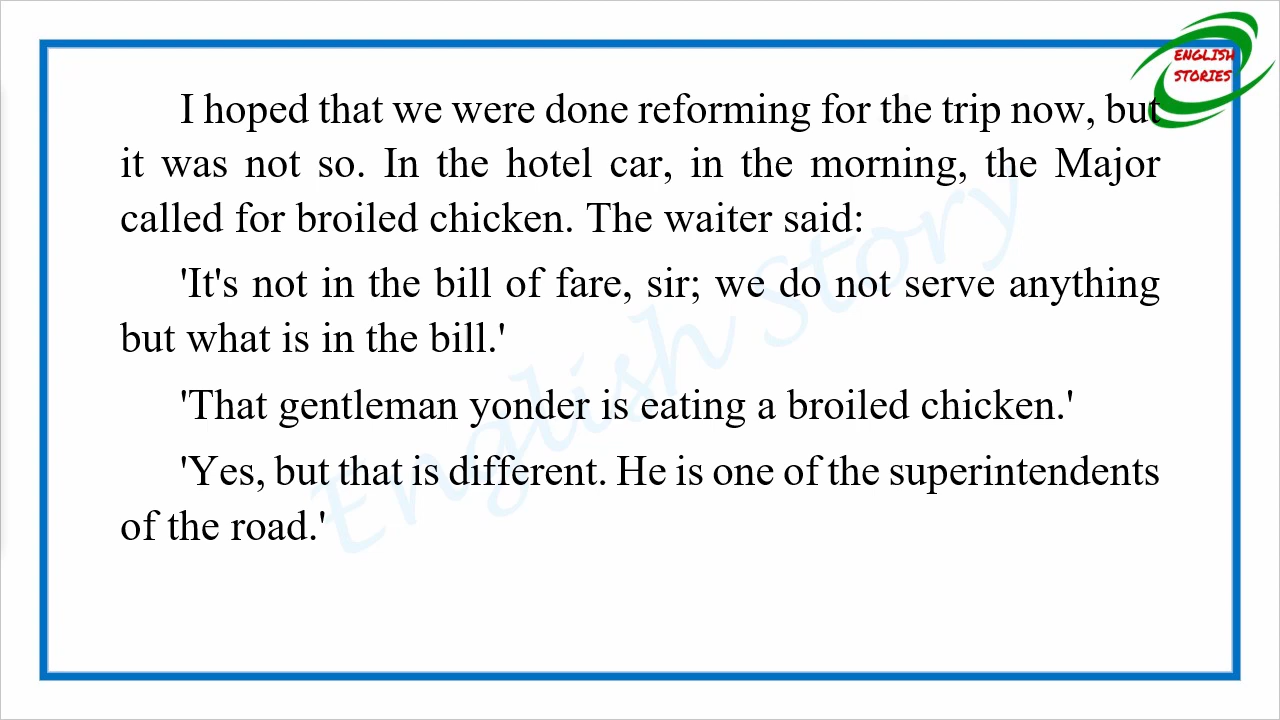 ENGLISH
STORIES
I hoped that we were done reforming for the trip now, but
it was not so. In the hotel car, in the morning, the Major
called for broiled chicken. The waiter said:
'It's not in the bill of fare, sir; we do not serve anything
but what is in the bill.'
'That gentleman yonder is eating a broiled chicken.'
'Yes, but that is different. He is one of the superintendents
of the road.'
English Story